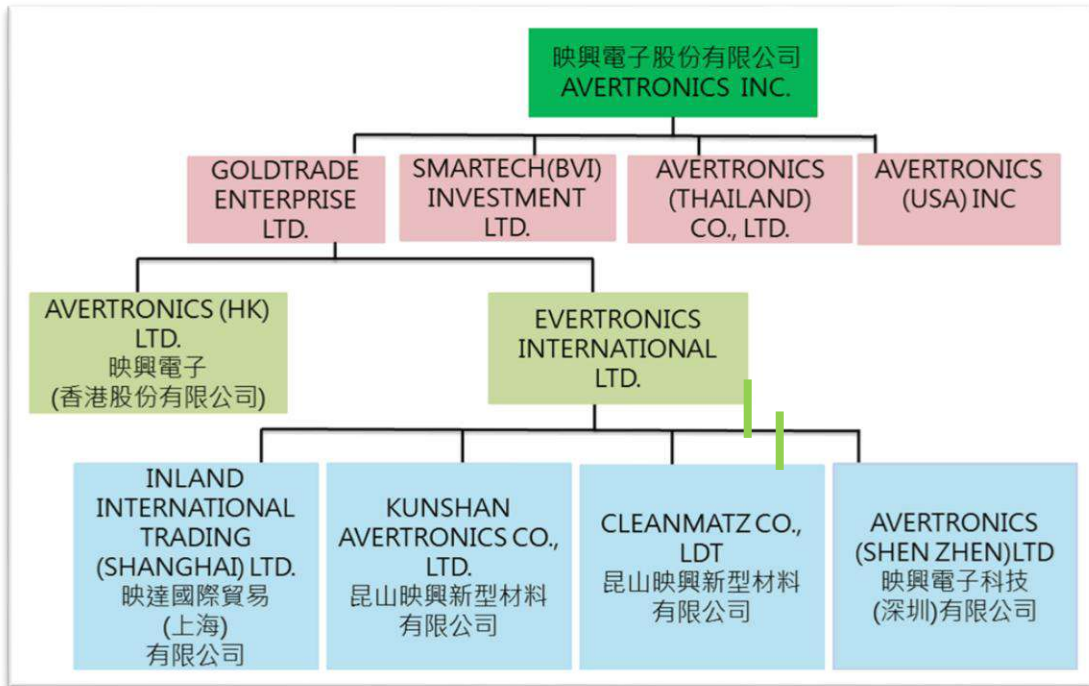 映興電子股份有限公司
AVERTRONICS INC.
GOLDTRADE
ENTERPRISE
LTD.
SMARTECH(BVI)
INVESTMENT
LTD.
AVERTRONICS
(THAILAND)
CO., LTD.
AVERTRONICS
(USA) INC
AVERTRONICS (HK)
LTD.
映興電子
(香港股份有限公司)
EVERTRONICS
INTERNATIONAL
LTD.
INLAND
INTERNATIONAL
TRADING
(SHANGHAI) LTD.
映達國際貿易
(上海)
有限公司
KUNSHAN
AVERTRONICS CO.,
LTD.
昆山映興新型材料
有限公司
CLEANMATZ CO.,
LDT
昆山映興新型材料
有限公司
AVERTRONICS
(SHEN ZHEN)LTD
映興電子科技
(深圳)有限公司